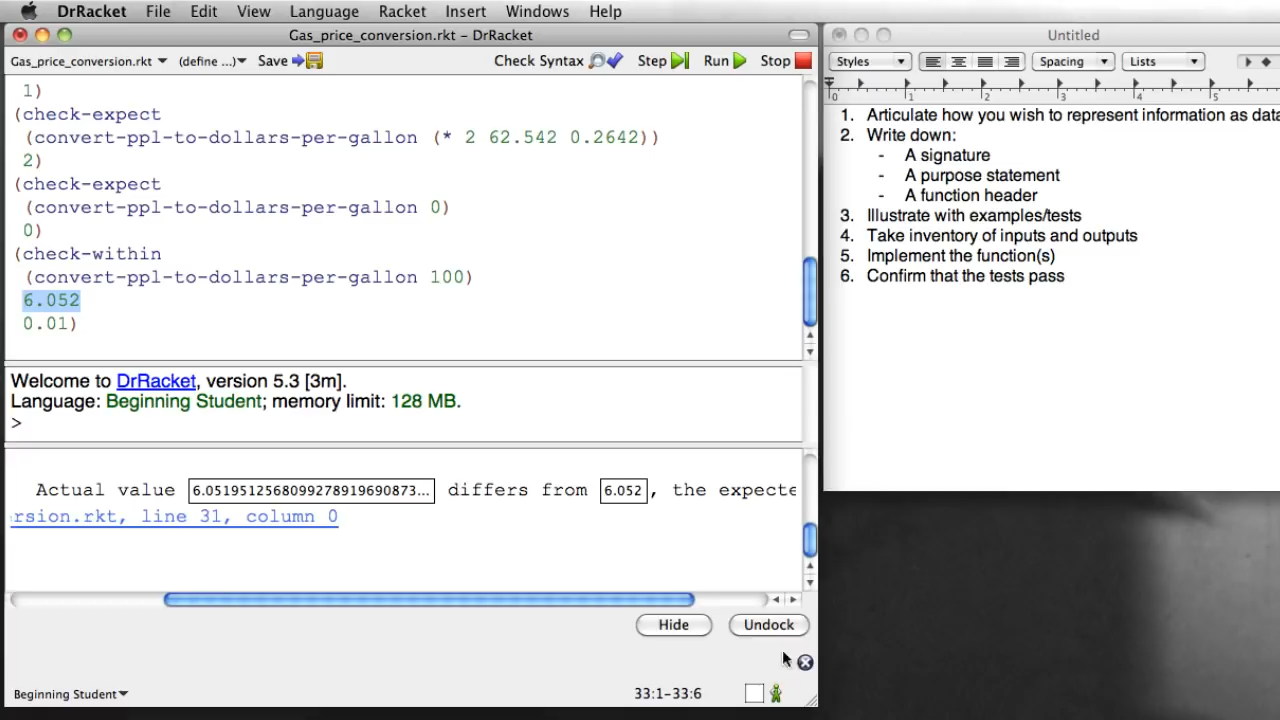 DrRacket File Edit View Language Racket Insert Windows Help
Gas_price_conversion.rkt - DrRacket
Gas_price_conversion.rkt (define ...) Save Check Syntax Step Run Stop
1)
(check-expect
(convert-ppl-to-dollars-per-gallon (* 2 62.542 0.2642))
2)
(check-expect
(convert-ppl-to-dollars-per-gallon 0)
0)
(check-within
(convert-ppl-to-dollars-per-gallon 100)
6.052
0.01)
Welcome to DrRacket, version 5.3 [3m].
Language: Beginning Student; memory limit: 128 MB.
>
Actual value 6.0519512568099278919690873... differs from 6.052, the expecte
rsion.rkt, line 31, column 0
Hide Undock
Beginning Student 33:1-33:6
Untitled
Styles Spacing Lists
0 1 2 3 4 5
1. Articulate how you wish to represent information as data
2. Write down:
- A signature
- A purpose statement
- A function header
3. Illustrate with examples/tests
4. Take inventory of inputs and outputs
5. Implement the function(s)
6. Confirm that the tests pass